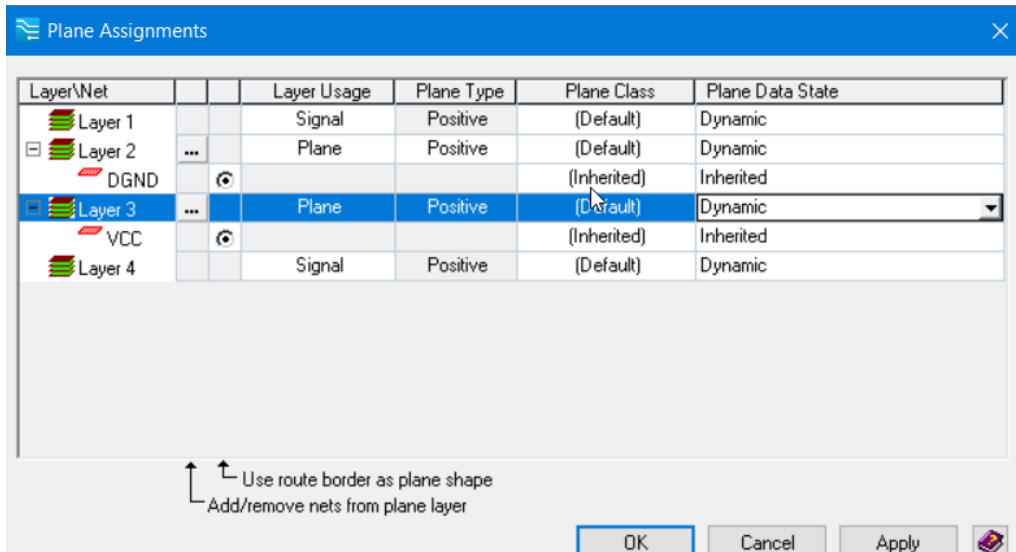 Plane Assignments
Layer\Net Layer Usage Plane Type Plane Class Plane Data State
Layer 1 Signal Positive (Default) Dynamic
Layer 2 ... Plane Positive (Default) Dynamic
DGND (Inherited) Inherited
Layer 3 ... Plane Positive (Default) Dynamic
VCC (Inherited) Inherited
Layer 4 Signal Positive (Default) Dynamic
Use route border as plane shape
Add/remove nets from plane layer
OK Cancel Apply